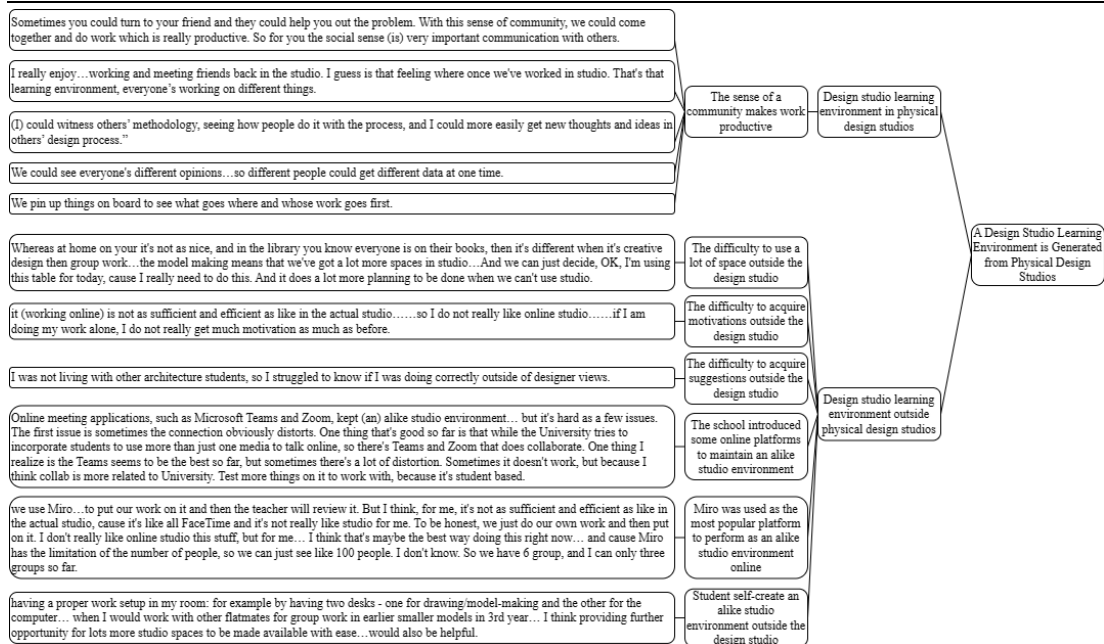 Sometimes you could turn to your friend and they could help you out the problem. With this sense of community, we could come
together and do work which is really productive. So for you the social sense (is) very important communication with others.
I really enjoy…working and meeting friends back in the studio. I guess is that feeling where once we've worked in studio. That's that
learning environment, everyone’s working on different things.
(I) could witness others’ methodology, seeing how people do it with the process, and I could more easily get new thoughts and ideas in
others’ design process.”
We could see everyone's different opinions…so different people could get different data at one time.
We pin up things on board to see what goes where and whose work goes first.
The sense of a
community makes work
productive
Design studio learning
environment in physical
design studios
Whereas at home on your it's not as nice, and in the library you know everyone is on their books, then it's different when it's creative
design then group work…the model making means that we've got a lot more spaces in studio…And we can just decide, OK, I'm using
this table for today, cause I really need to do this. And it does a lot more planning to be done when we can't use studio.
The difficulty to use a
lot of space outside the
design studio
it (working online) is not as sufficient and efficient as like in the actual studio……so I do not really like online studio……if I am
doing my work alone, I do not really get much motivation as much as before.
The difficulty to acquire
motivations outside the
design studio
I was not living with other architecture students, so I struggled to know if I was doing correctly outside of designer views.
The difficulty to acquire
suggestions outside the
design studio
Online meeting applications, such as Microsoft Teams and Zoom, kept (an) alike studio environment… but it's hard as a few issues.
The first issue is sometimes the connection obviously distorts. One thing that's good so far is that while the University tries to
incorporate students to use more than just one media to talk online, so there's Teams and Zoom that does collaborate. One thing I
realize is the Teams seems to be the best so far, but sometimes there's a lot of distortion. Sometimes it doesn't work, but because I
think collab is more related to University. Test more things on it to work with, because it's student based.
The school introduced
some online platforms
to maintain an alike
studio environment
we use Miro…to put our work on it and then the teacher will review it. But I think, for me, it's not as sufficient and efficient as like in
the actual studio, cause it's like all FaceTime and it's not really like studio for me. To be honest, we just do our own work and then put
on it. I don't really like online studio this stuff, but for me… I think that's maybe the best way doing this right now… and cause Miro
has the limitation of the number of people, so we can just see like 100 people. I don't know. So we have 6 group, and I can only three
groups so far.
Miro was used as the
most popular platform
to perform as an alike
studio environment
online
having a proper work setup in my room: for example by having two desks - one for drawing/model-making and the other for the
computer… when I would work with other flatmates for group work in earlier smaller models in 3rd year… I think providing further
opportunity for lots more studio spaces to be made available with ease…would also be helpful.
Student self-create an
alike studio
environment outside the
design studio
Design studio learning
environment outside
physical design studios
A Design Studio Learning
Environment is Generated
from Physical Design
Studios